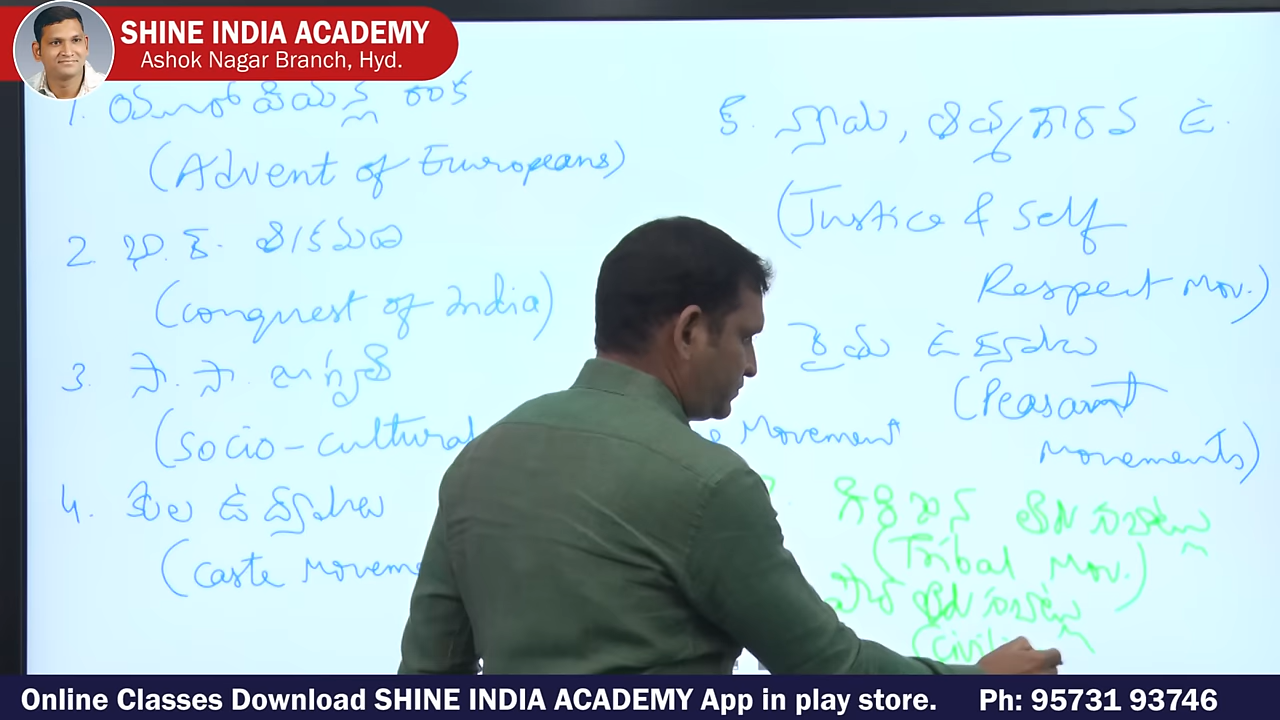 SHINE INDIA ACADEMY
Ashok Nagar Branch, Hyd.
1. యూరోపియన్ల రాక
(Advent of Europeans)
2. భా. దే. ఆక్రమణ
(Conquest of India)
3. సా. సా. జాగృతి
(Socio-cultural Movement
4. కుల ఉద్యమాలు
(Caste Movem
5. న్యాయ, ఆత్మగౌరవ ఉ.
(Justice & Self
Respect Mov.)
రైతు ఉద్యమాలు
(Peasant
Movements)
గిరిజన తిరుగుబాట్లు
(Tribal Mov.)
పౌర తిరుగుబాట్లు
(Civil
Online Classes Download SHINE INDIA ACADEMY App in play store. Ph: 95731 93746